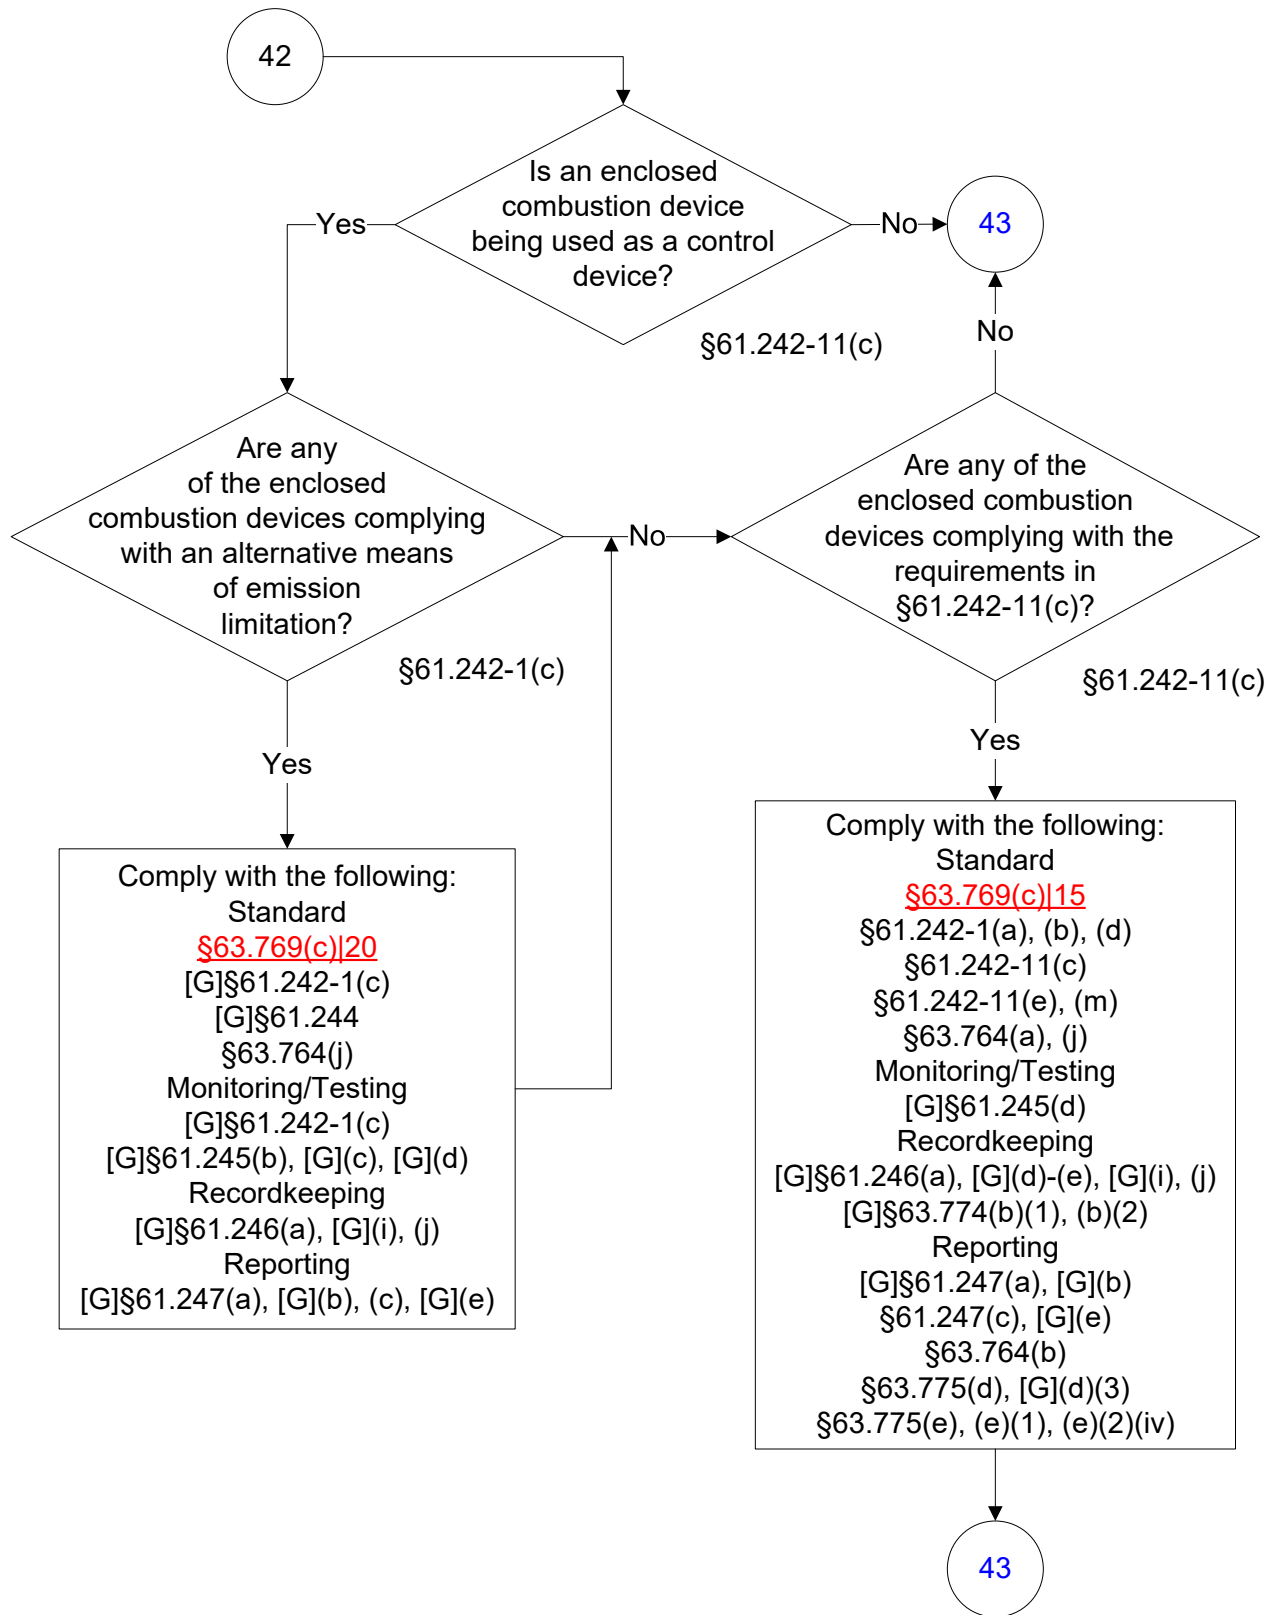 42
Is an enclosed
combustion device
being used as a control
device?
Yes
No
43
§61.242-11(c)
No
Are any
of the enclosed
combustion devices complying
with an alternative means
of emission
limitation?
§61.242-1(c)
No
Are any of the
enclosed combustion
devices complying with the
requirements in
§61.242-11(c)?
§61.242-11(c)
Yes
Yes
Comply with the following:
Standard
§63.769(c)|20
[G]§61.242-1(c)
[G]§61.244
§63.764(j)
Monitoring/Testing
[G]§61.242-1(c)
[G]§61.245(b), [G](c), [G](d)
Recordkeeping
[G]§61.246(a), [G](i), (j)
Reporting
[G]§61.247(a), [G](b), (c), [G](e)
Comply with the following:
Standard
§63.769(c)|15
§61.242-1(a), (b), (d)
§61.242-11(c)
§61.242-11(e), (m)
§63.764(a), (j)
Monitoring/Testing
[G]§61.245(d)
Recordkeeping
[G]§61.246(a), [G](d)-(e), [G](i), (j)
[G]§63.774(b)(1), (b)(2)
Reporting
[G]§61.247(a), [G](b)
§61.247(c), [G](e)
§63.764(b)
§63.775(d), [G](d)(3)
§63.775(e), (e)(1), (e)(2)(iv)
43